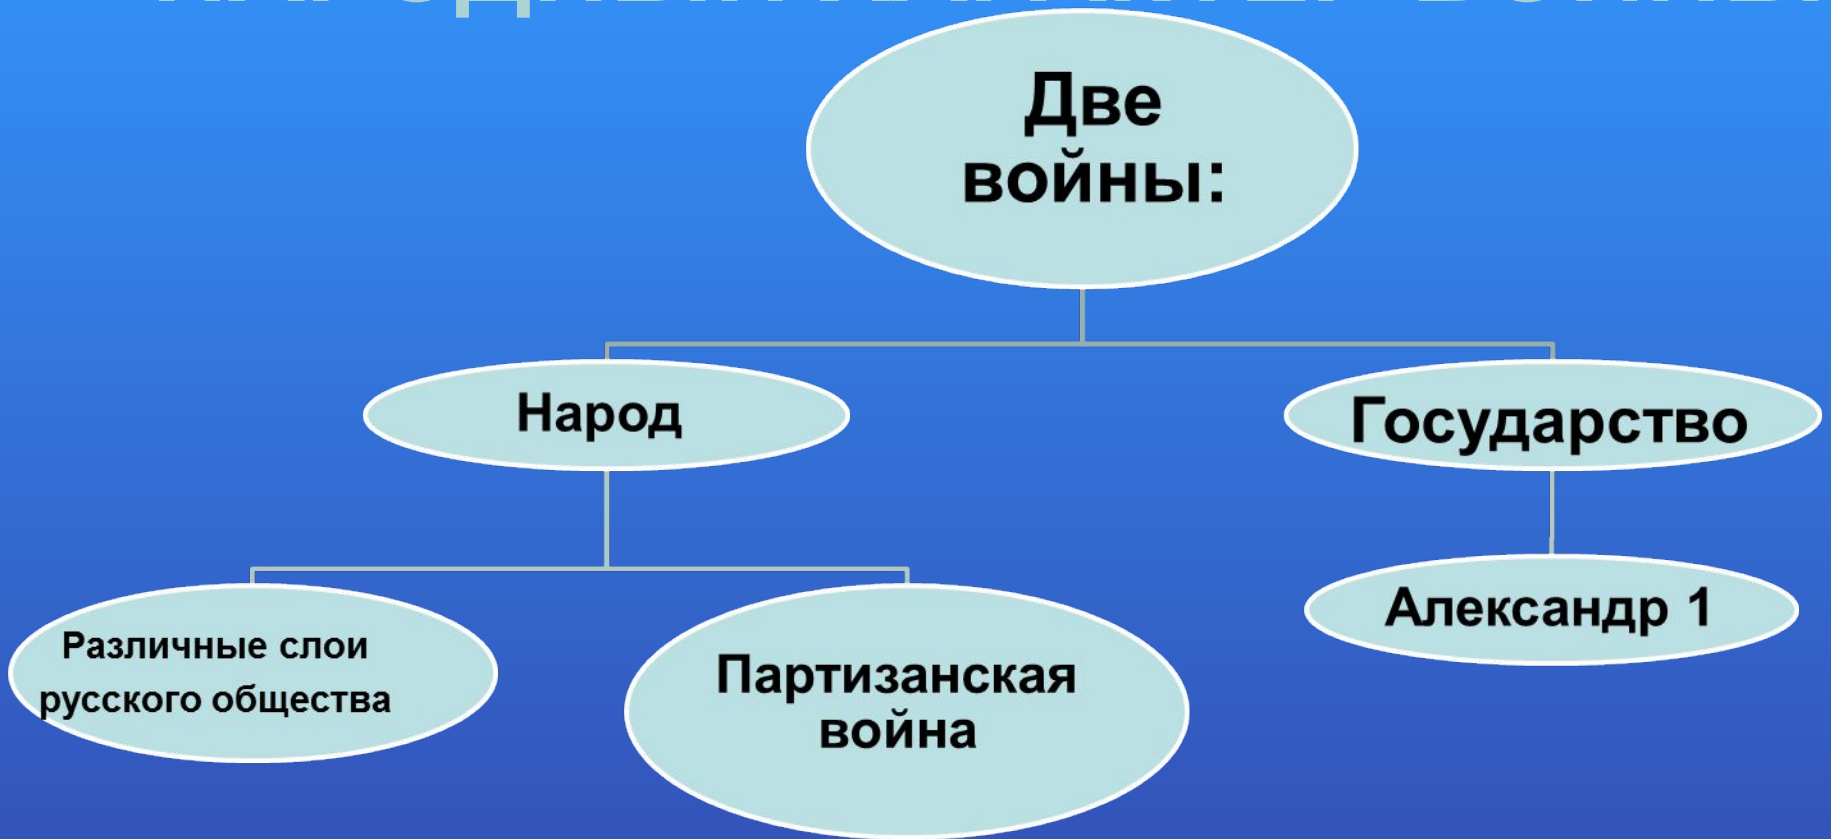 Две
войны:
Народ
Государство
Различные слои
русского общества
Партизанская
война
Александр 1